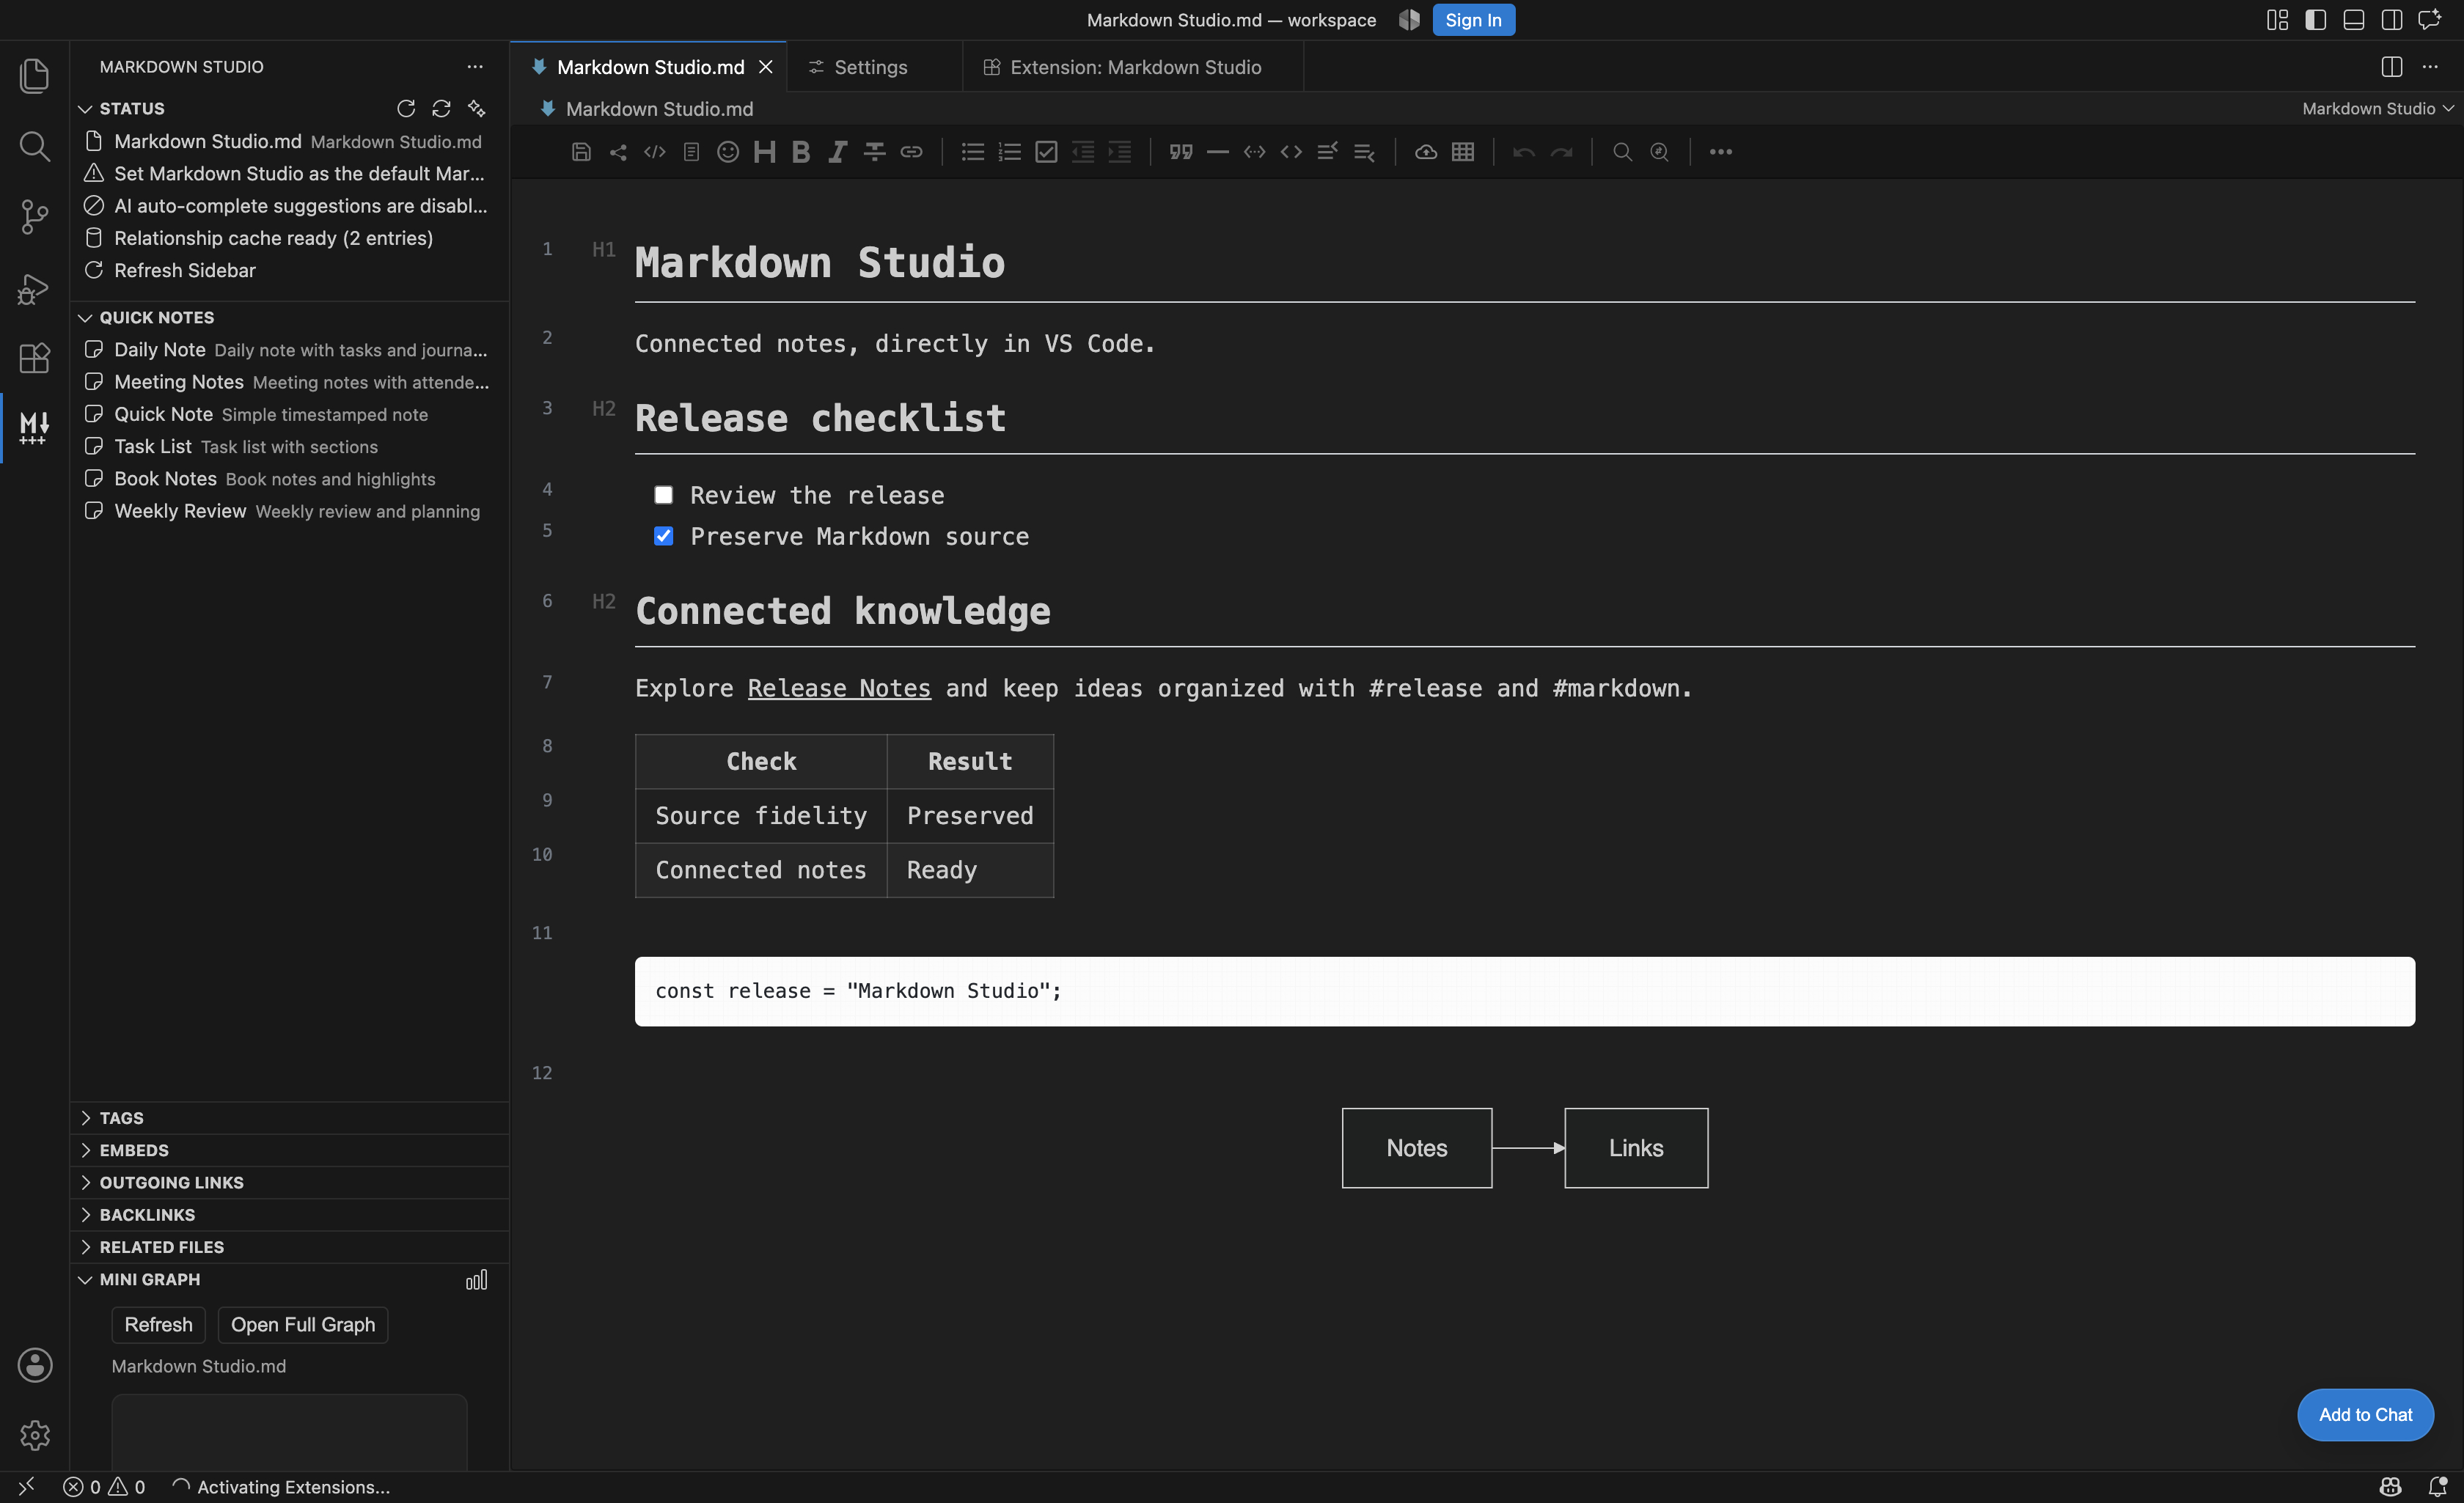 Markdown Studio.md — workspace
Sign In
MARKDOWN STUDIO
STATUS
Markdown Studio.md Markdown Studio.md
Set Markdown Studio as the default Mar...
AI auto-complete suggestions are disabl...
Relationship cache ready (2 entries)
Refresh Sidebar
QUICK NOTES
Daily Note Daily note with tasks and journa...
Meeting Notes Meeting notes with attende...
Quick Note Simple timestamped note
Task List Task list with sections
Book Notes Book notes and highlights
Weekly Review Weekly review and planning
TAGS
EMBEDS
OUTGOING LINKS
BACKLINKS
RELATED FILES
MINI GRAPH
Refresh Open Full Graph
Markdown Studio.md
Markdown Studio.md Settings Extension: Markdown Studio
Markdown Studio.md Markdown Studio
1 H1 Markdown Studio
2 Connected notes, directly in VS Code.
3 H2 Release checklist
4 Review the release
5 Preserve Markdown source
6 H2 Connected knowledge
7 Explore Release Notes and keep ideas organized with #release and #markdown.
8 Check Result
9 Source fidelity Preserved
10 Connected notes Ready
11
const release = "Markdown Studio";
12
Notes Links
Add to Chat
0 0 Activating Extensions...